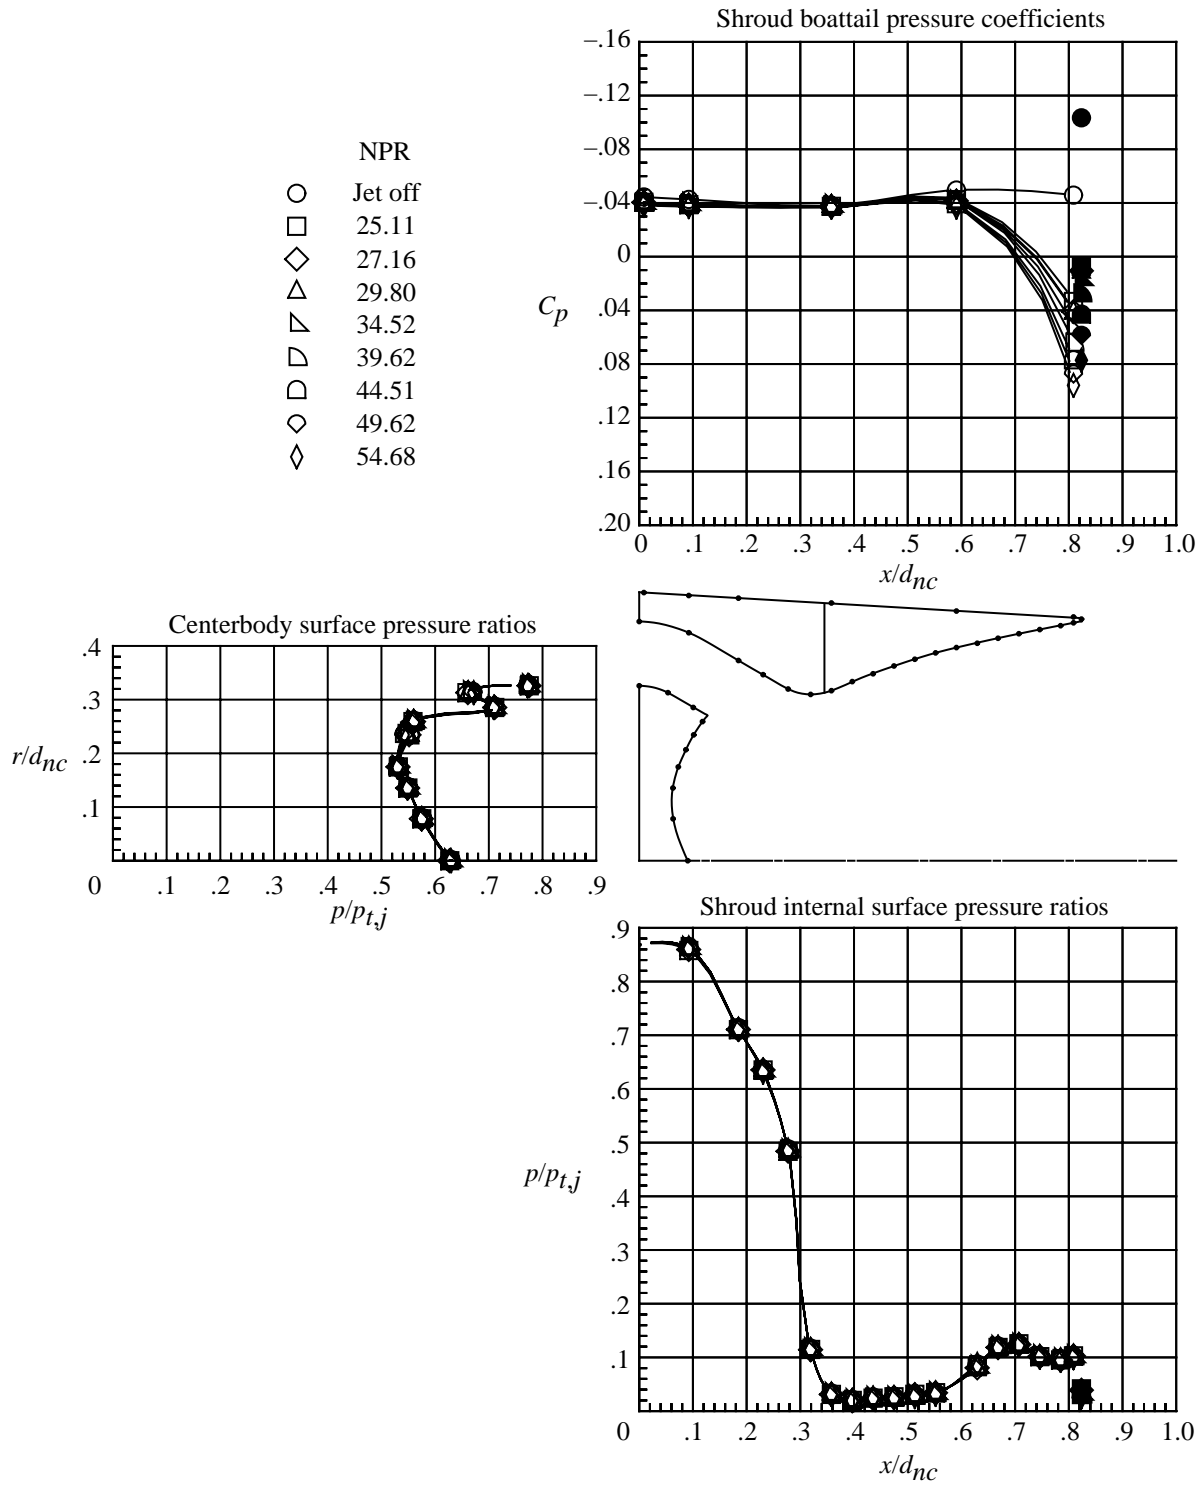 Shroud boattail pressure coefficients
–.16
–.12
–.08
–.04
0
.04
.08
.12
.16
.20
C_p
0 .1 .2 .3 .4 .5 .6 .7 .8 .9 1.0
x/d_nc
NPR
Jet off
25.11
27.16
29.80
34.52
39.62
44.51
49.62
54.68
Centerbody surface pressure ratios
.4
.3
.2
.1
r/d_nc
0 .1 .2 .3 .4 .5 .6 .7 .8 .9
p/p_t,j
Shroud internal surface pressure ratios
.9
.8
.7
.6
.5
.4
.3
.2
.1
p/p_t,j
0 .1 .2 .3 .4 .5 .6 .7 .8 .9 1.0
x/d_nc